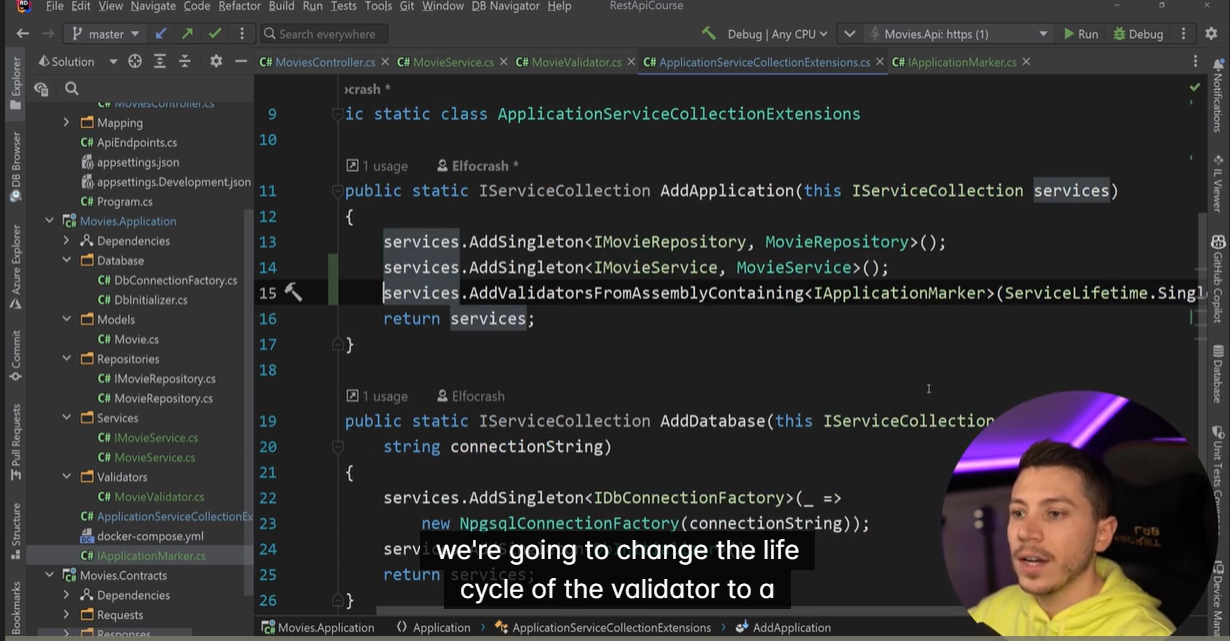 File Edit View Navigate Code Refactor Build Run Tests Tools Git Window DB Navigator Help RestApiCourse
master Search everywhere Debug | Any CPU Movies.Api: https (1) Run Debug
Solution
C# MoviesController.cs C# MovieService.cs C# MovieValidator.cs C# ApplicationServiceCollectionExtensions.cs C# IApplicationMarker.cs
Explorer
DB Browser
Azure Explorer
Commit
Pull Requests
Structure
Bookmarks
C# MoviesController.cs
Mapping
C# ApiEndpoints.cs
appsettings.json
appsettings.Development.json
C# Program.cs
Movies.Application
Dependencies
Database
C# DbConnectionFactory.cs
C# DbInitializer.cs
Models
C# Movie.cs
Repositories
C# IMovieRepository.cs
C# MovieRepository.cs
Services
C# IMovieService.cs
C# MovieService.cs
Validators
C# MovieValidator.cs
C# ApplicationServiceCollectionEx
docker-compose.yml
C# IApplicationMarker.cs
Movies.Contracts
Dependencies
Requests
Responses
ocrash *
9 ic static class ApplicationServiceCollectionExtensions
10
1 usage Elfocrash *
11 public static IServiceCollection AddApplication(this IServiceCollection services)
12 {
13 services.AddSingleton<IMovieRepository, MovieRepository>();
14 services.AddSingleton<IMovieService, MovieService>();
15 services.AddValidatorsFromAssemblyContaining<IApplicationMarker>(ServiceLifetime.Singl
16 return services;
17 }
18
1 usage Elfocrash
19 public static IServiceCollection AddDatabase(this IServiceCollection
20 string connectionString)
21 {
22 services.AddSingleton<IDbConnectionFactory>(_ =>
23 new NpgsqlConnectionFactory(connectionString));
24
25 return services;
26 }
we're going to change the life
cycle of the validator to a
Movies.Application Application ApplicationServiceCollectionExtensions AddApplication
Notifications
IL Viewer
GitHub Copilot
Database
Unit Tests
Device Man